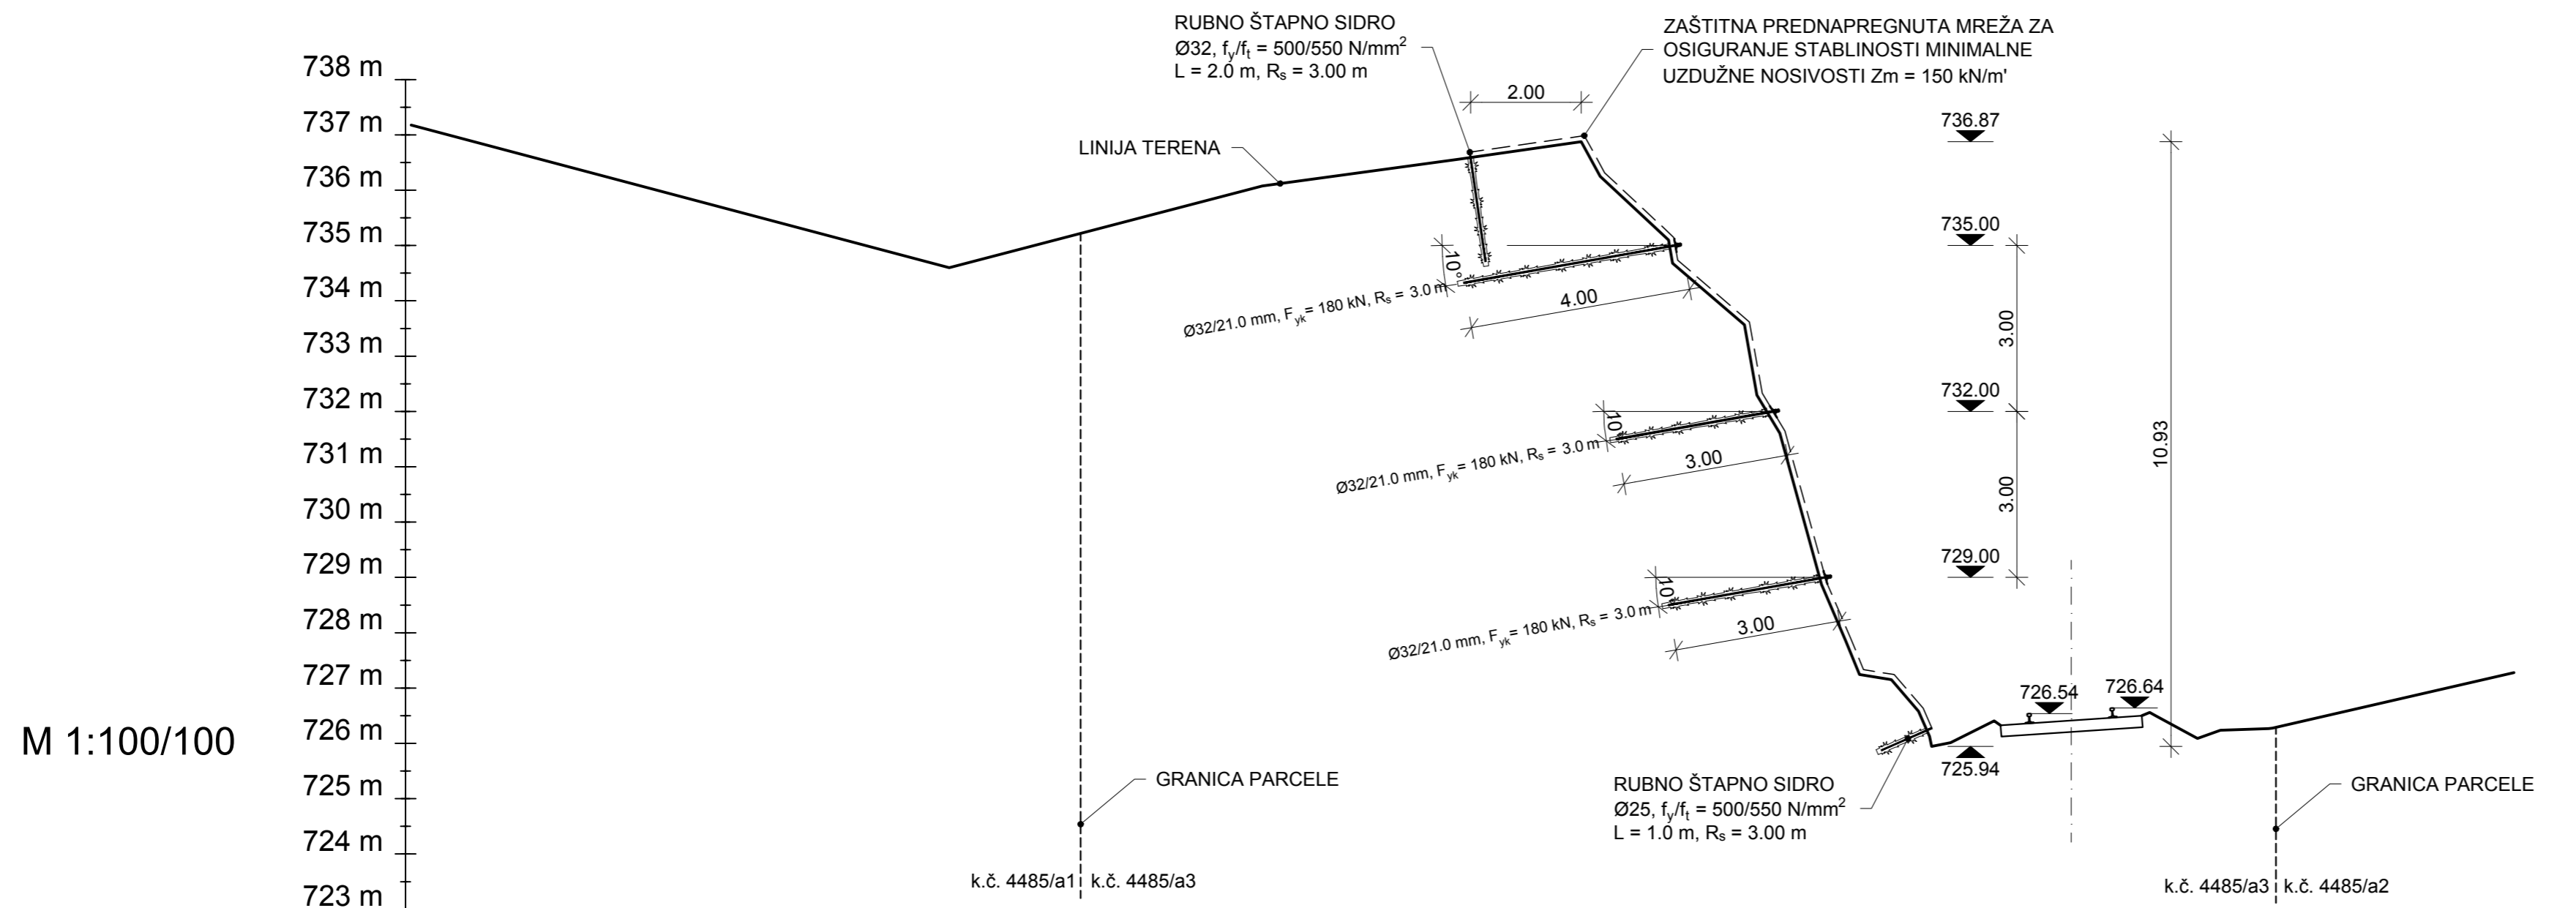 RUBNO ŠTAPNO SIDRO
Ø32, fy/ft = 500/550 N/mm²
L = 2.0 m, Rs = 3.00 m
ZAŠTITNA PREDNAPREGNUTA MREŽA ZA
OSIGURANJE STABLINOSTI MINIMALNE
UZDUŽNE NOSIVOSTI Zm = 150 kN/m'
738 m
737 m
736 m
735 m
734 m
733 m
732 m
731 m
730 m
729 m
728 m
727 m
726 m
725 m
724 m
723 m
M 1:100/100
LINIJA TERENA
2.00
10°
Ø32/21.0 mm, Fyk= 180 kN, Rs = 3.0 m
4.00
10°
Ø32/21.0 mm, Fyk= 180 kN, Rs = 3.0 m
3.00
10°
Ø32/21.0 mm, Fyk= 180 kN, Rs = 3.0 m
3.00
736.87
735.00
3.00
732.00
3.00
729.00
10.93
726.54
726.64
725.94
RUBNO ŠTAPNO SIDRO
Ø25, fy/ft = 500/550 N/mm²
L = 1.0 m, Rs = 3.00 m
GRANICA PARCELE
GRANICA PARCELE
k.č. 4485/a1
k.č. 4485/a3
k.č. 4485/a3
k.č. 4485/a2